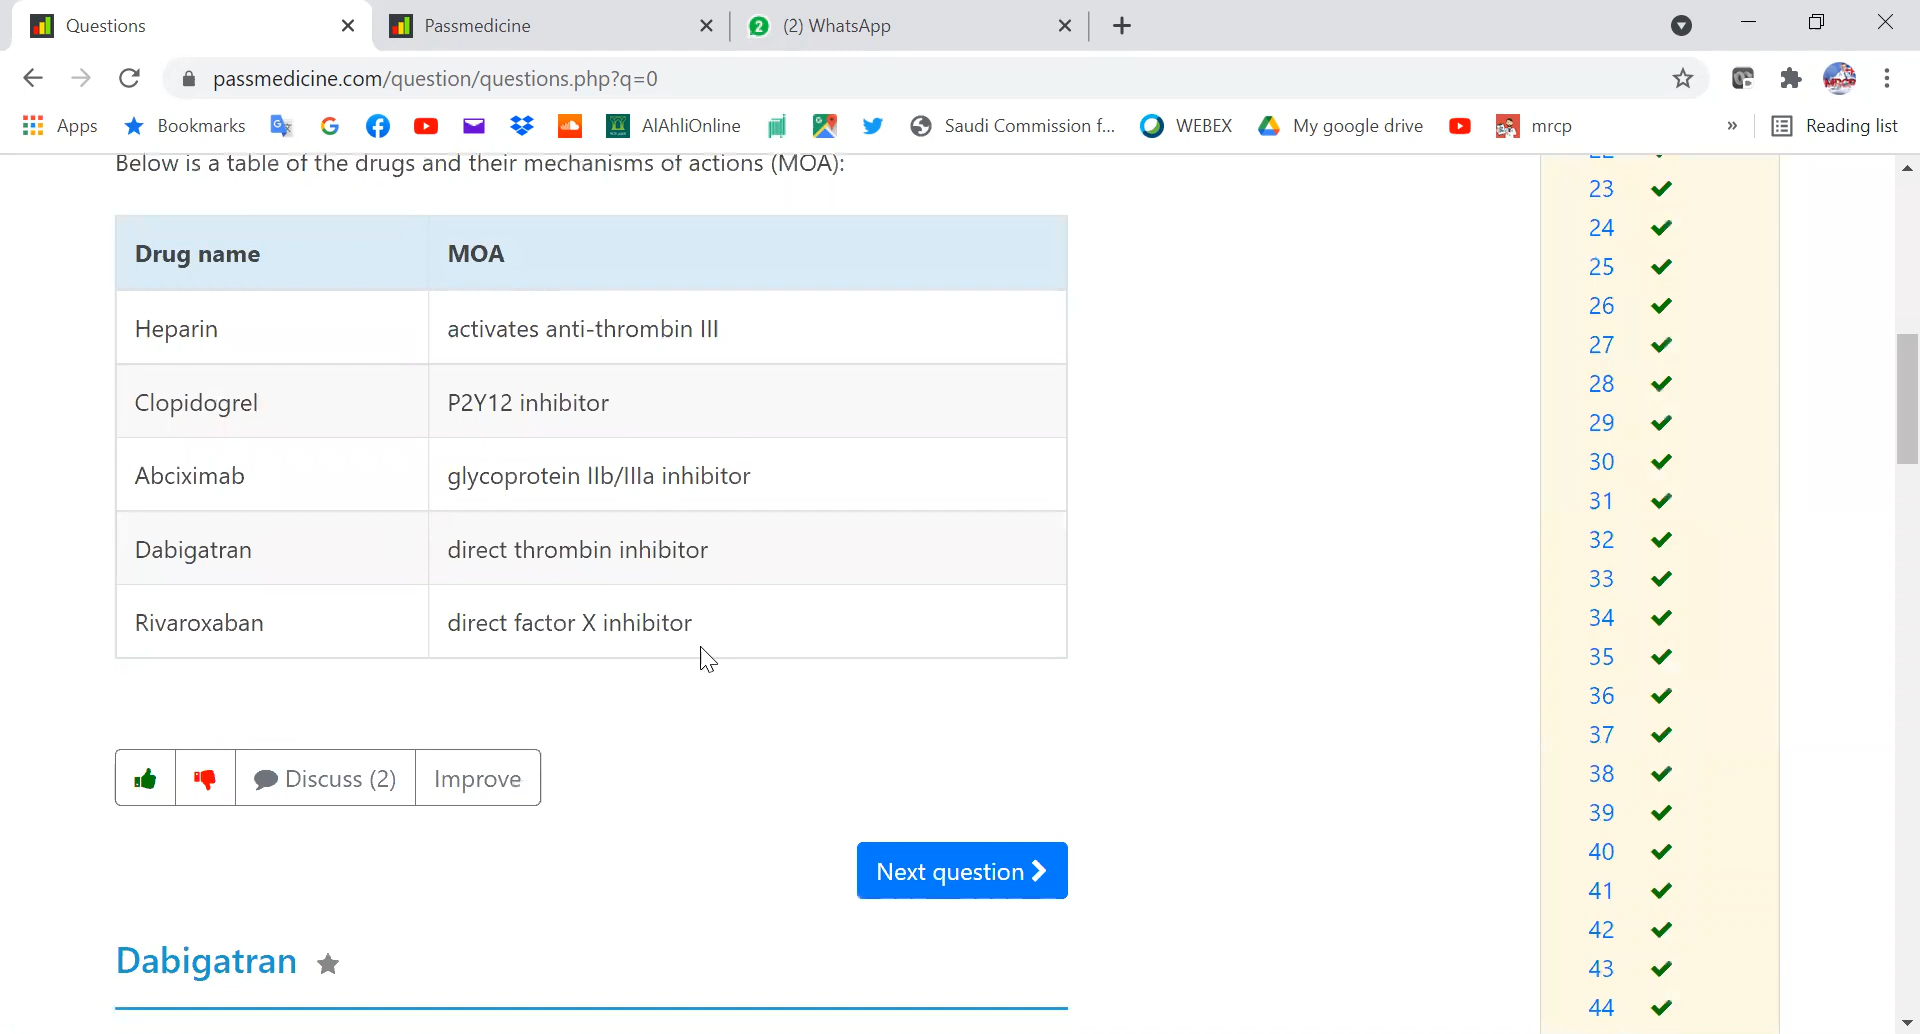 Questions
Passmedicine
2 (2) WhatsApp
passmedicine.com/question/questions.php?q=0
Apps Bookmarks AlAhliOnline Saudi Commission f... WEBEX My google drive mrcp » Reading list
Below is a table of the drugs and their mechanisms of actions (MOA):
Drug name MOA
Heparin activates anti-thrombin III
Clopidogrel P2Y12 inhibitor
Abciximab glycoprotein IIb/IIIa inhibitor
Dabigatran direct thrombin inhibitor
Rivaroxaban direct factor X inhibitor
Discuss (2) Improve
Next question
Dabigatran
23
24
25
26
27
28
29
30
31
32
33
34
35
36
37
38
39
40
41
42
43
44